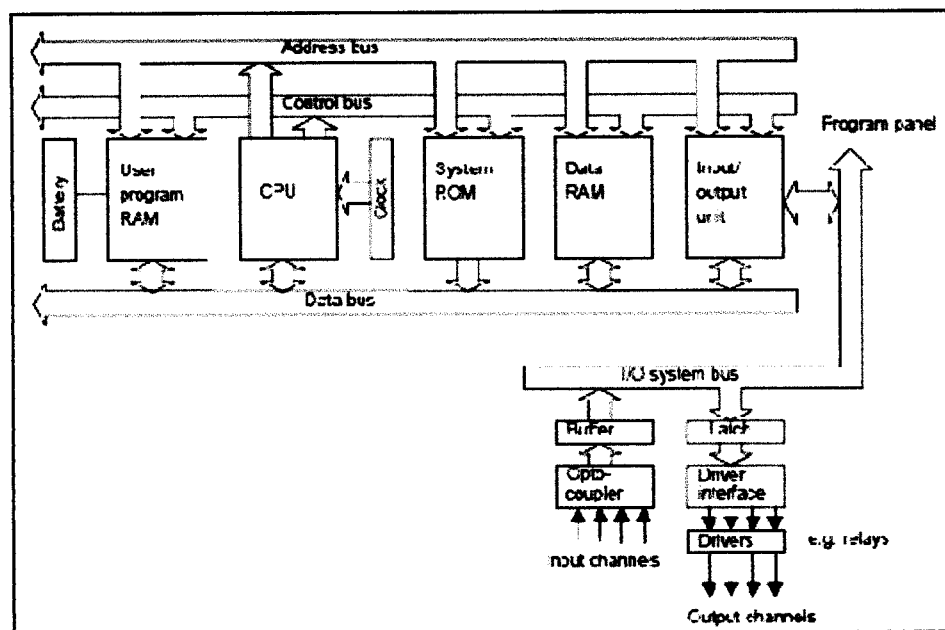 Address bus
Control bus
Program panel
Battery
User
program
RAM
CPU
Clock
System
ROM
Data
RAM
Input/
output
unit
Data bus
I/O system bus
Buffer
Latch
Opto-
coupler
Driver
interface
Drivers
e.g. relays
Input channels
Output channels